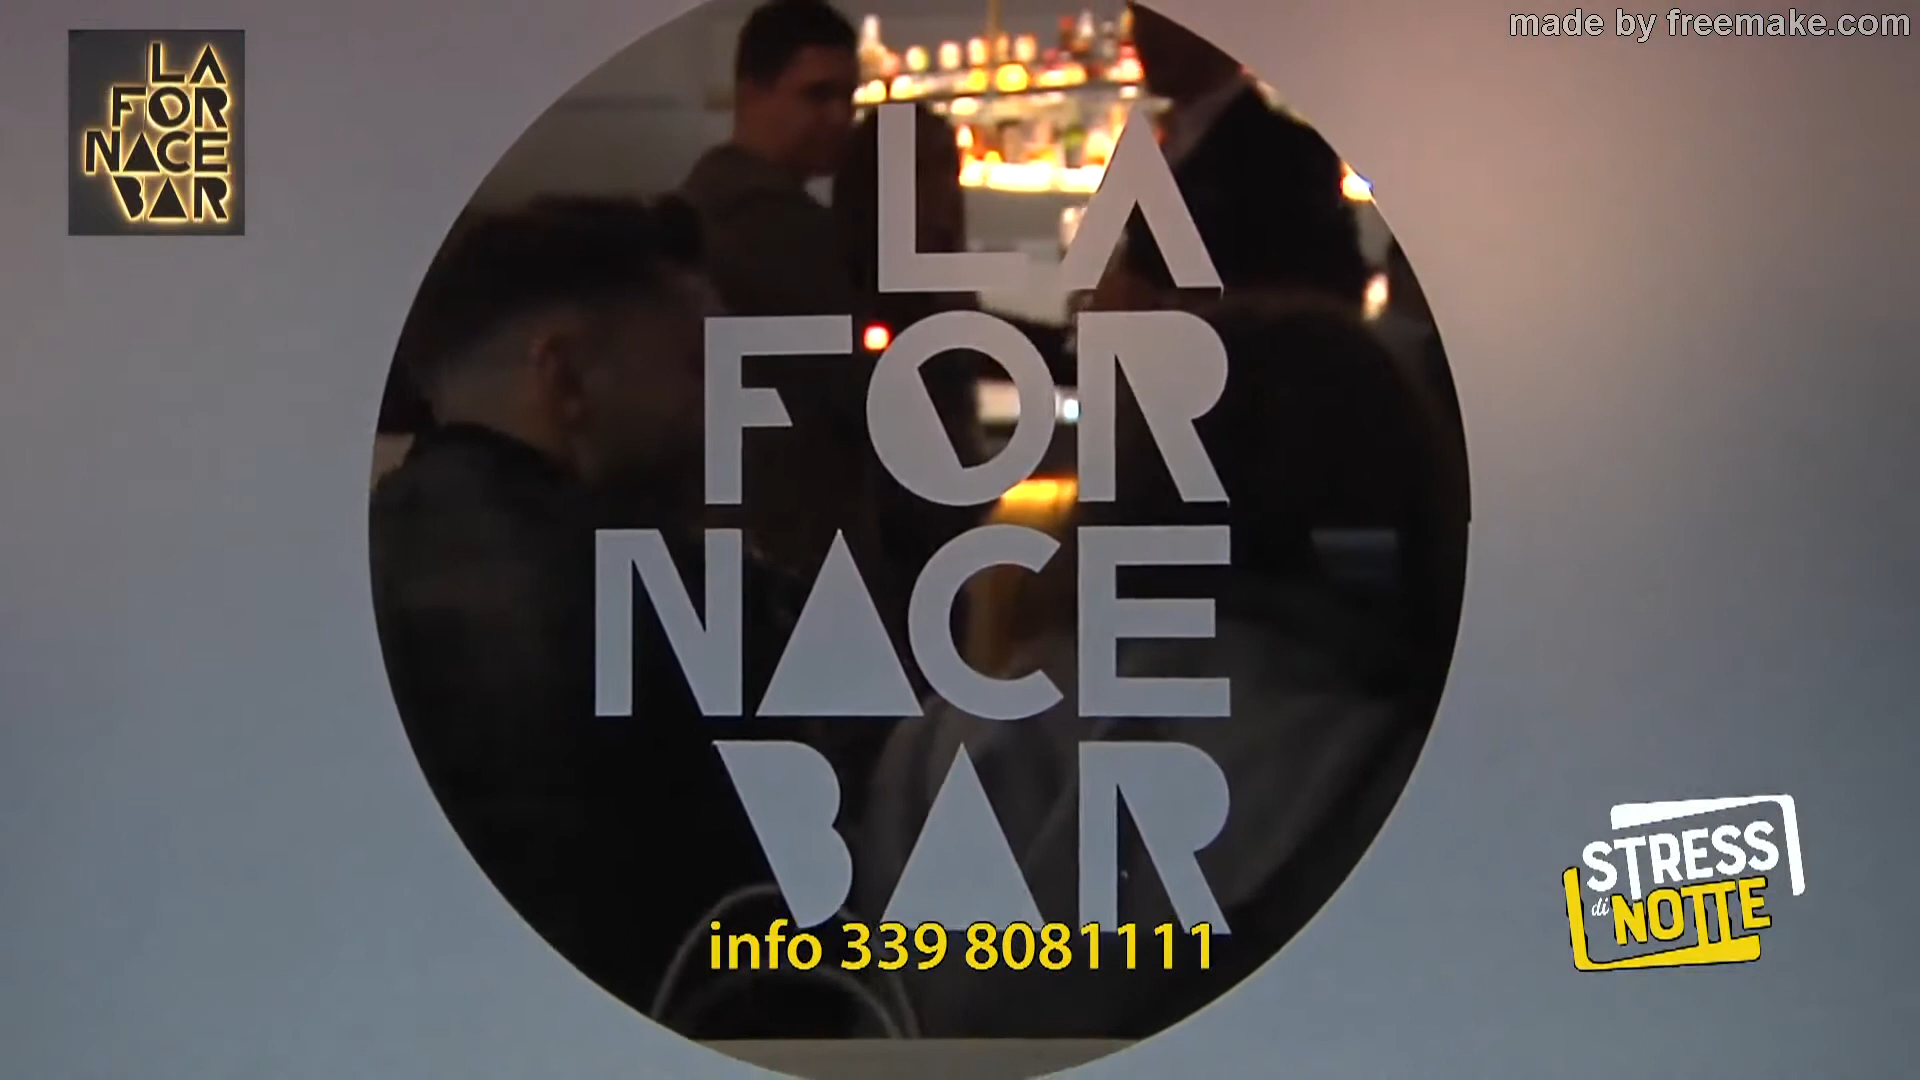 made by freemake.com
LA
FOR
NACE
BAR
LA
FOR
NACE
BAR
info 339 8081111
STRESS
di NOTTE